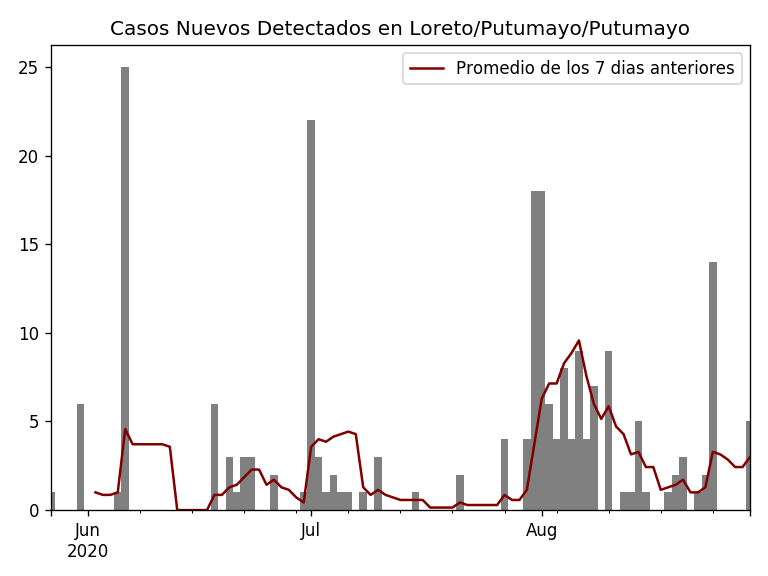 Casos Nuevos Detectados en Loreto/Putumayo/Putumayo
Promedio de los 7 dias anteriores
25
20
15
10
5
0
Jun
2020
Jul
Aug